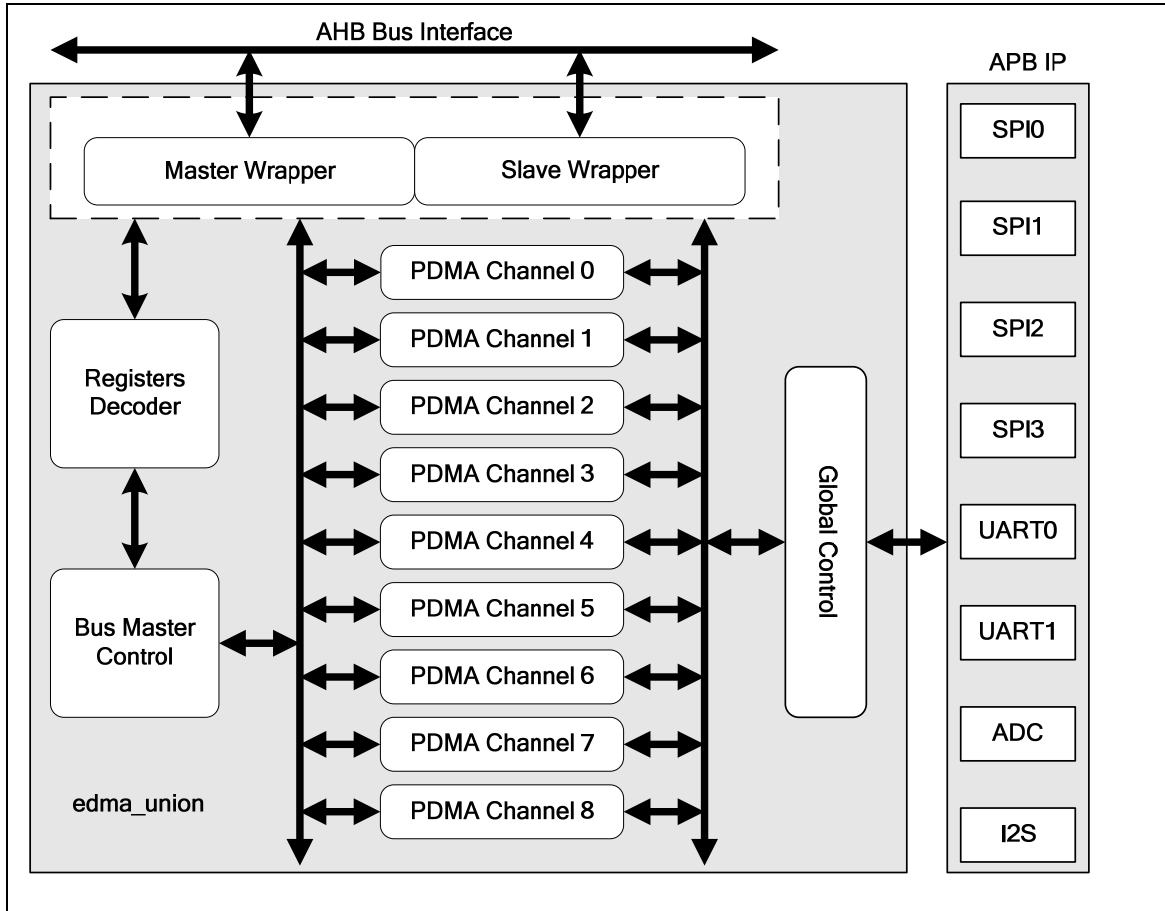 AHB Bus Interface
APB IP
Master Wrapper
Slave Wrapper
Registers
Decoder
Bus Master
Control
edma_union
PDMA Channel 0
PDMA Channel 1
PDMA Channel 2
PDMA Channel 3
PDMA Channel 4
PDMA Channel 5
PDMA Channel 6
PDMA Channel 7
PDMA Channel 8
Global Control
SPI0
SPI1
SPI2
SPI3
UART0
UART1
ADC
I2S